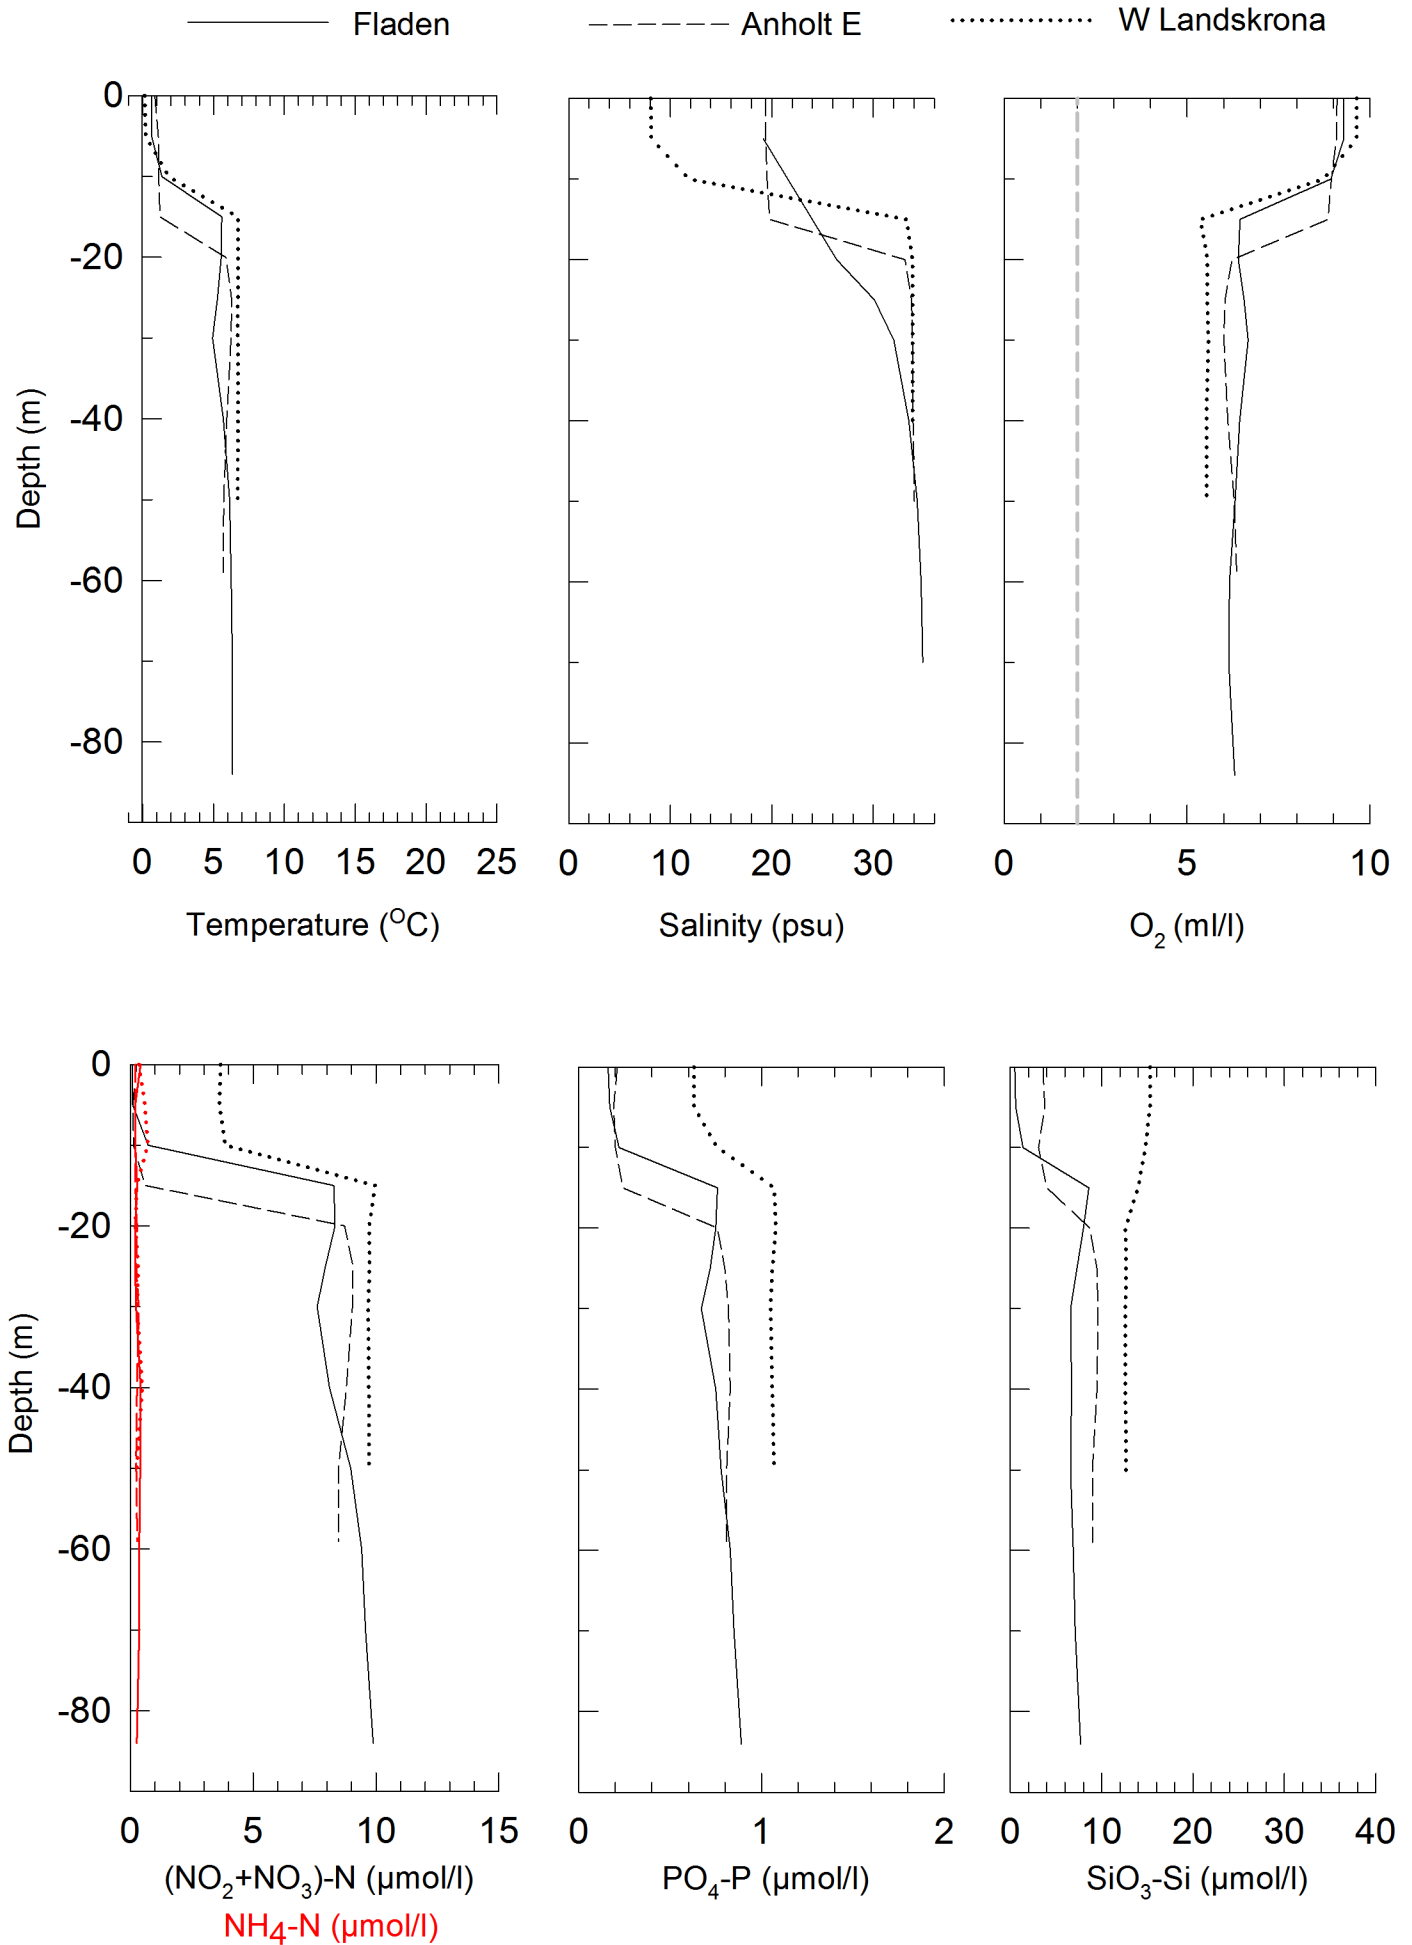 Fladen Anholt E W Landskrona
0
-20
-40
-60
-80
Depth (m)
0 5 10 15 20 25
Temperature (OC)
0 10 20 30
Salinity (psu)
0 5 10
O2 (ml/l)
0
-20
-40
-60
-80
Depth (m)
0 5 10 15
(NO2+NO3)-N (µmol/l)
NH4-N (µmol/l)
0 1 2
PO4-P (µmol/l)
0 10 20 30 40
SiO3-Si (µmol/l)